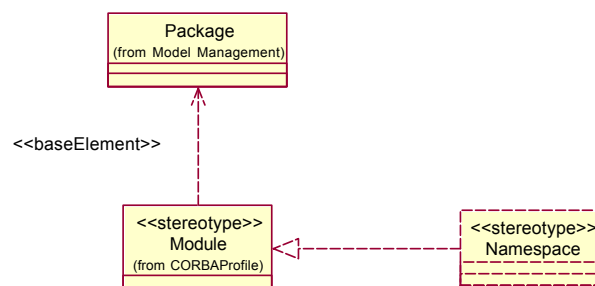 Package
(from Model Management)
<<baseElement>>
<<stereotype>>
Module
(from CORBAProfile)
<<stereotype>>
Namespace